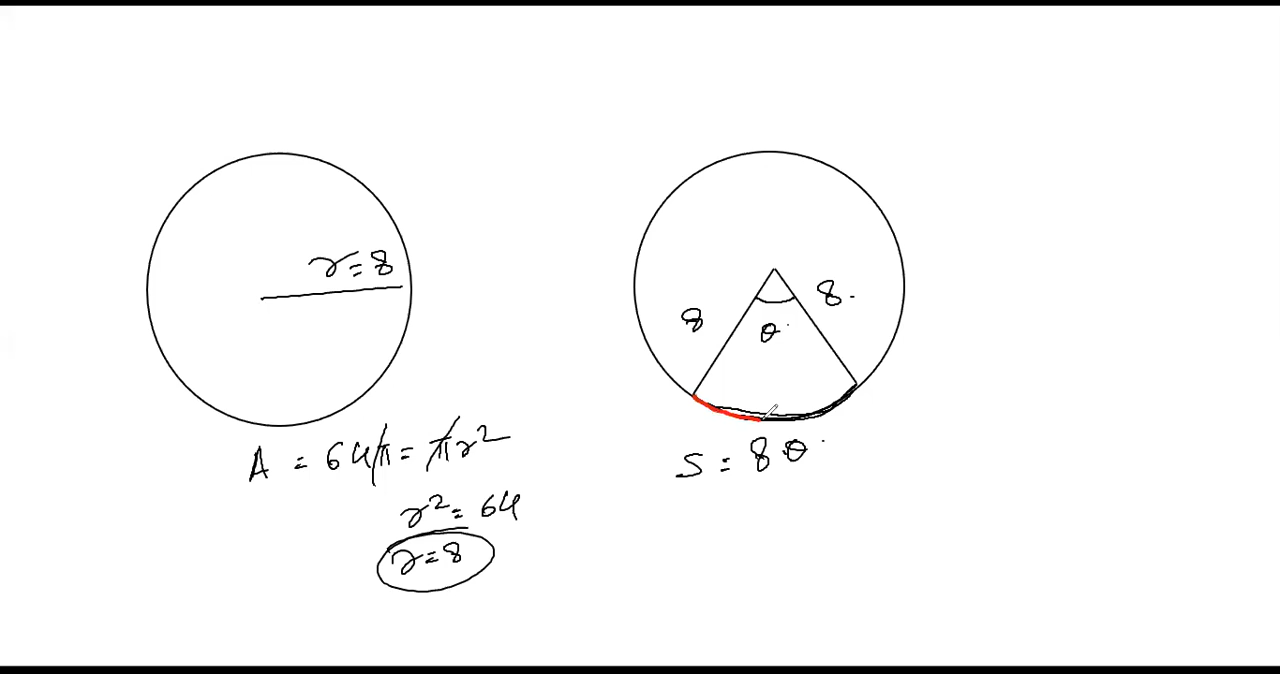 r = 8
A = 64π = πr²
r² = 64
r = 8
8
8.
θ
S = 8θ